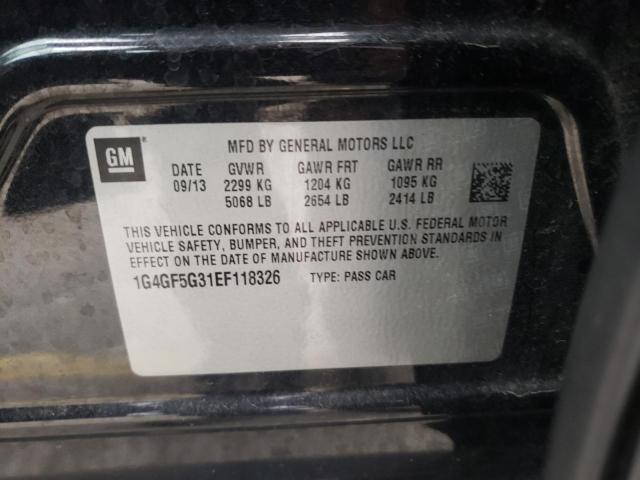 GM
MFD BY GENERAL MOTORS LLC
DATE GVWR GAWR FRT GAWR RR
09/13 2299 KG 1204 KG 1095 KG
5068 LB 2654 LB 2414 LB
THIS VEHICLE CONFORMS TO ALL APPLICABLE U.S. FEDERAL MOTOR
VEHICLE SAFETY, BUMPER, AND THEFT PREVENTION STANDARDS IN
EFFECT ON THE DATE OF MANUFACTURE SHOWN ABOVE.
1G4GF5G31EF118326 TYPE: PASS CAR